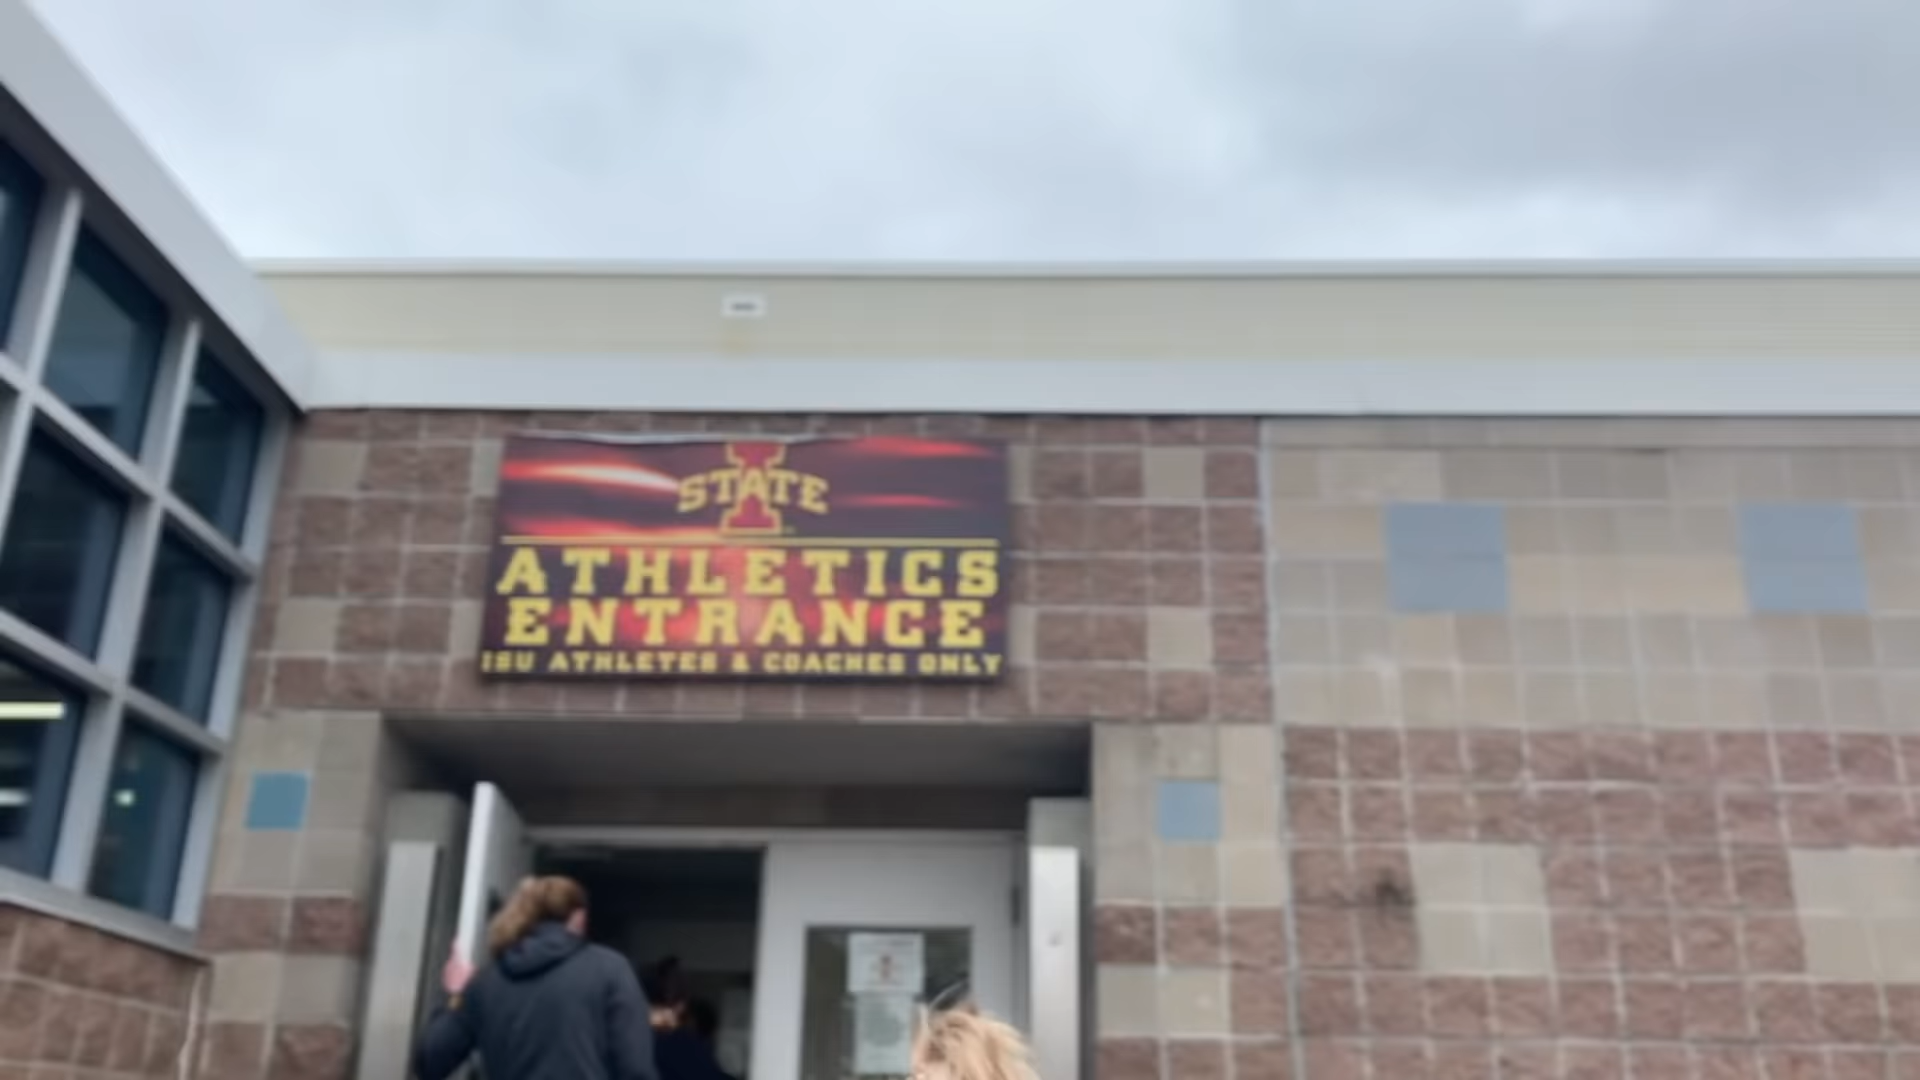 STATE
ATHLETICS
ENTRANCE
ISU ATHLETES & COACHES ONLY